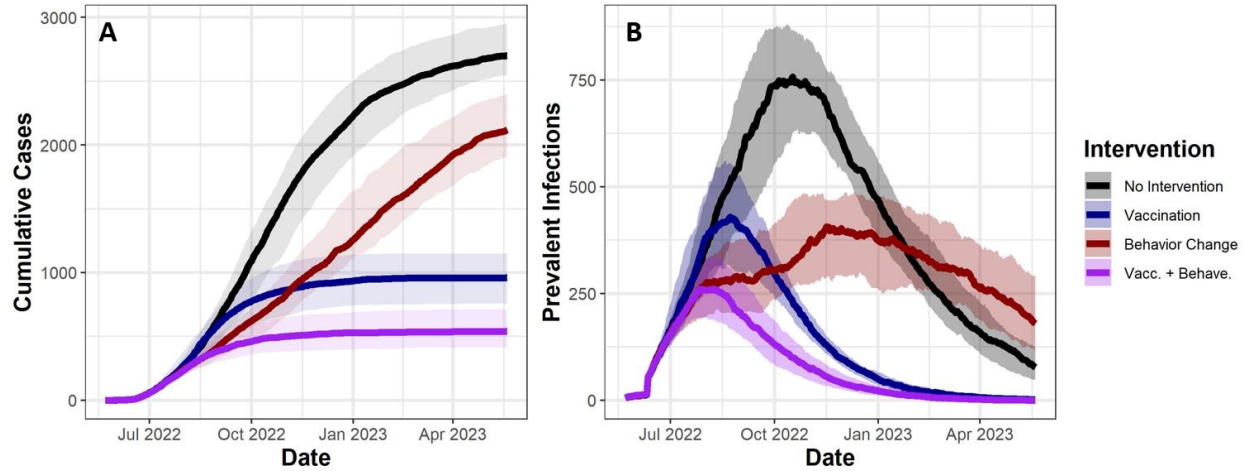 A
Cumulative Cases
3000
2000
1000
0
Jul 2022
Oct 2022
Jan 2023
Apr 2023
Date
B
Prevalent Infections
750
500
250
0
Jul 2022
Oct 2022
Jan 2023
Apr 2023
Date
Intervention
No Intervention
Vaccination
Behavior Change
Vacc. + Behave.